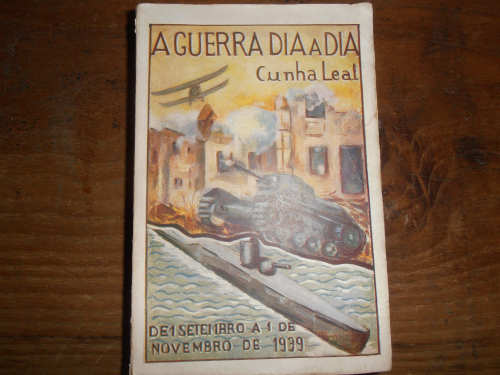 A GUERRA DIA A DIA
Cunha Leal
DE 1 SETEMBRO A 1 DE
NOVEMBRO DE 1939